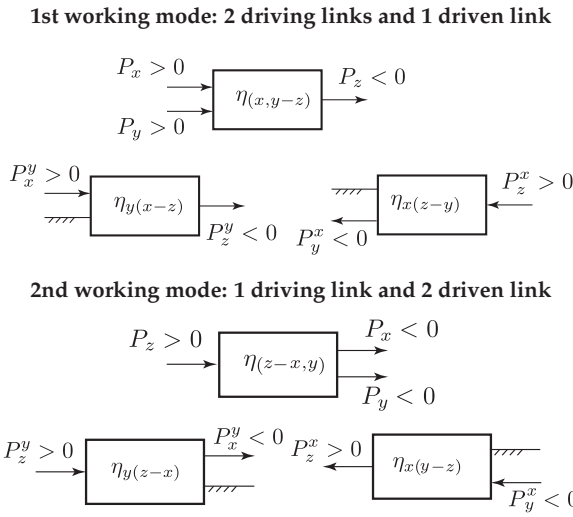 1st working mode: 2 driving links and 1 driven link
P_x > 0
P_z < 0
η_(x,y−z)
P_y > 0
P_x^y > 0
η_y(x−z)
P_z^y < 0
P_z^x > 0
η_x(z−y)
P_y^x < 0
2nd working mode: 1 driving link and 2 driven link
P_z > 0
P_x < 0
η_(z−x,y)
P_y < 0
P_z^y > 0
P_x^y < 0
η_y(z−x)
P_z^x > 0
η_x(y−z)
P_y^x < 0